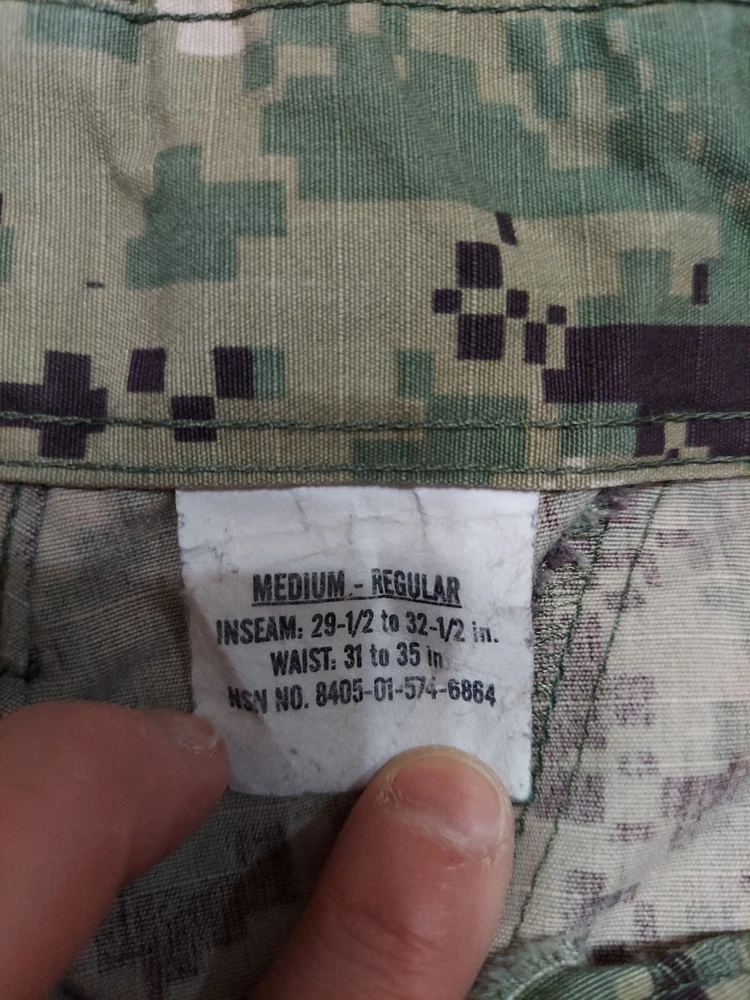 MEDIUM - REGULAR
INSEAM: 29-1/2 to 32-1/2 in.
WAIST: 31 to 35 in
NSN NO. 8405-01-574-6864